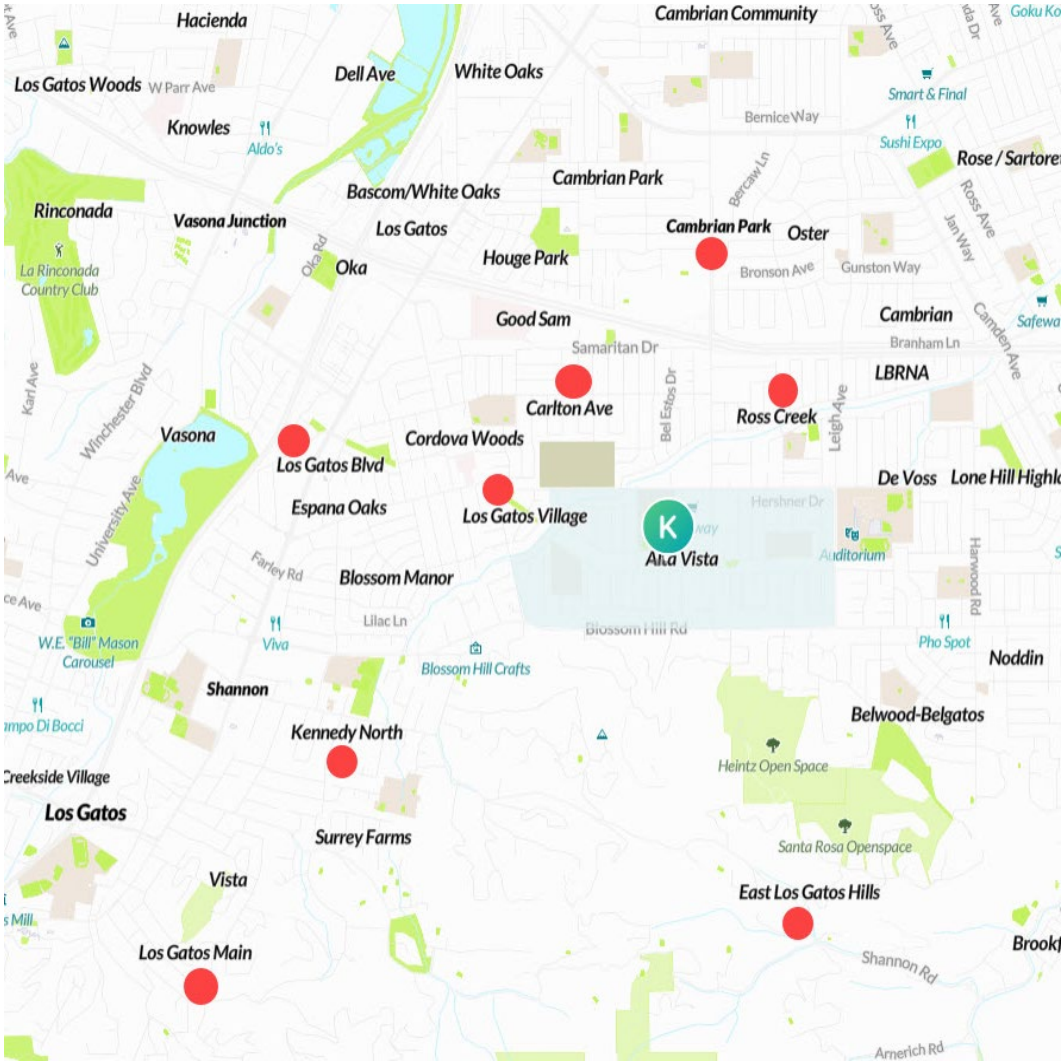 Hacienda
Cambrian Community
Los Gatos Woods
W Parr Ave
Dell Ave
White Oaks
Smart & Final
Knowles
Aldo's
Bernice Way
Sushi Expo
Rose / Sartoret
Bercaw Ln
Ross Ave
Jan Way
Rinconada
Vasona Junction
Bascom/White Oaks
Los Gatos
Cambrian Park
Cambrian Park
Oster
La Rinconada
Country Club
Oka Rd
Oka
Houge Park
Bronson Ave
Gunston Way
Good Sam
Cambrian
Safeway
Camden Ave
Samaritan Dr
Branham Ln
Karl Ave
Winchester Blvd
Carlton Ave
Bel Estos Dr
LBRNA
Ross Creek
Leigh Ave
Vasona
Los Gatos Blvd
Cordova Woods
De Voss
Lone Hill Highl
Ave
University Ave
Espana Oaks
Los Gatos Village
K
way
Hershner Dr
Alta Vista
Auditorium
Farley Rd
Blossom Manor
Harwood Rd
ce Ave
Lilac Ln
Blossom Hill Rd
W.E. "Bill" Mason
Carousel
Viva
Blossom Hill Crafts
Pho Spot
Noddin
Shannon
ampo Di Bocci
Kennedy North
Belwood-Belgatos
Heintz Open Space
Creekside Village
Los Gatos
Surrey Farms
Santa Rosa Openspace
Vista
East Los Gatos Hills
s Mill
Los Gatos Main
Shannon Rd
Brookf
Arnerich Rd